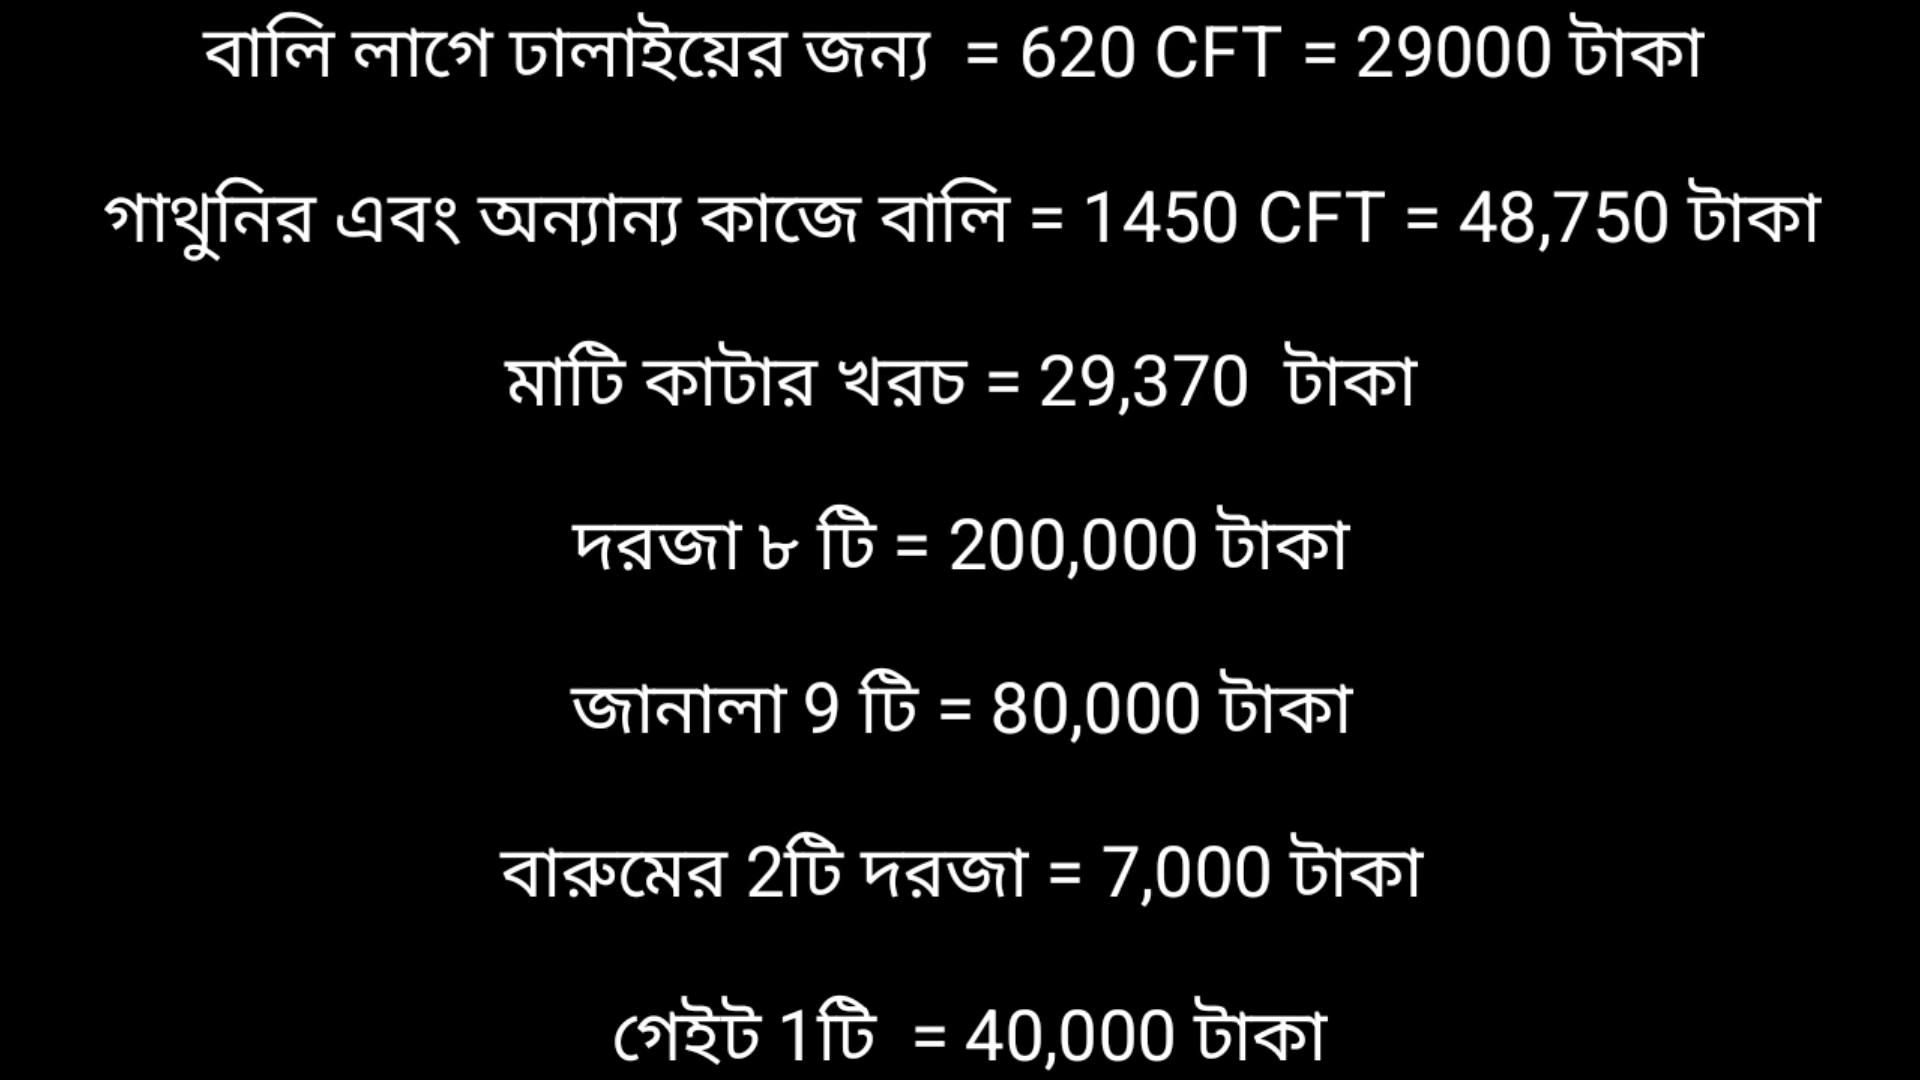 বালি লাগে ঢালাইয়ের জন্য = 620 CFT = 29000 টাকা
গাথুনির এবং অন্যান্য কাজে বালি = 1450 CFT = 48,750 টাকা
মাটি কাটার খরচ = 29,370 টাকা
দরজা ৮ টি = 200,000 টাকা
জানালা 9 টি = 80,000 টাকা
বারুমের 2টি দরজা = 7,000 টাকা
গেইট 1টি = 40,000 টাকা